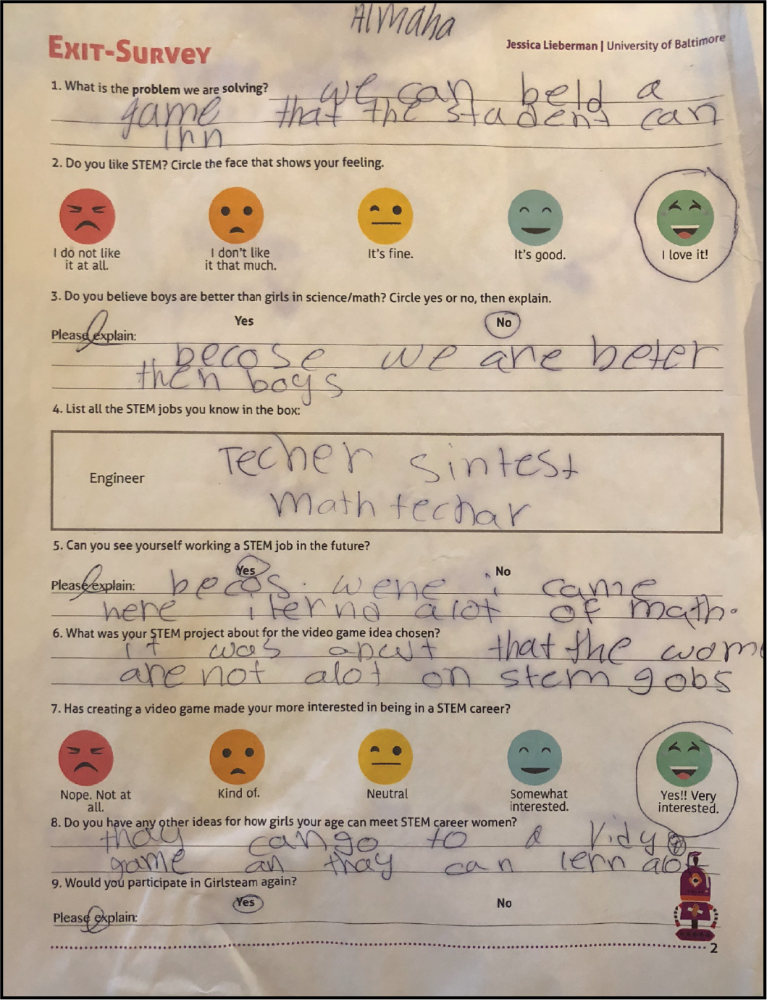 Almaha
EXIT-SURVEY
Jessica Lieberman | University of Baltimore
1. What is the problem we are solving? we can beld a
game that the student can
inn
2. Do you like STEM? Circle the face that shows your feeling.
I do not like it at all.
I don't like it that much.
It's fine.
It's good.
I love it!
3. Do you believe boys are better than girls in science/math? Circle yes or no, then explain.
Yes No
Please explain:
becose we are beter
then boys
4. List all the STEM jobs you know in the box:
Techer sintest
Engineer
math techar
5. Can you see yourself working a STEM job in the future?
Yes No
Please explain: becos. wene i came
here i ternd alot of math.
6. What was your STEM project about for the video game idea chosen?
it was that the wom
are not alot on stem gobs
7. Has creating a video game made your more interested in being in a STEM career?
Nope. Not at all.
Kind of.
Neutral
Somewhat interested.
Yes!! Very interested.
8. Do you have any other ideas for how girls your age can meet STEM career women?
thay can go to a Vidy
game an thay can lern alot
9. Would you participate in Girlsteam again?
Yes No
Please explain:
2